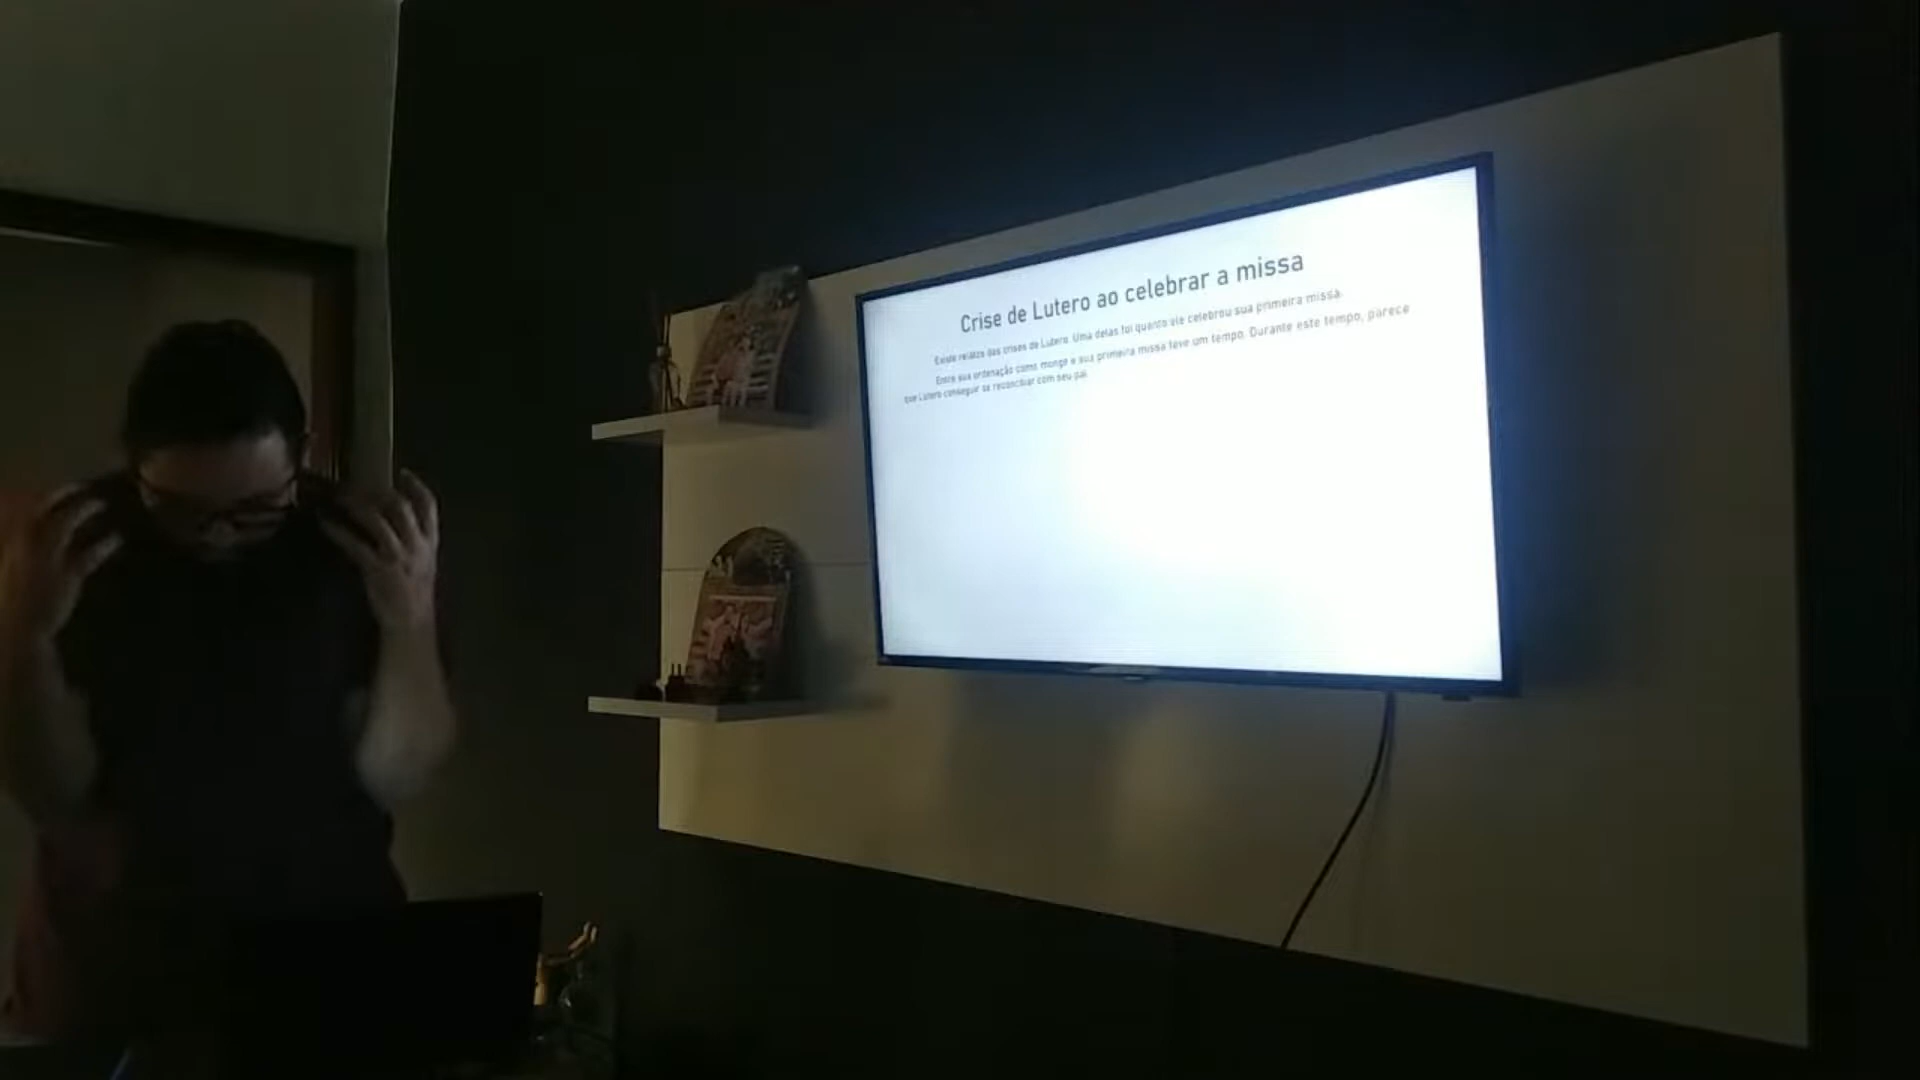 Crise de Lutero ao celebrar a missa
Existe relatos das crises de Lutero. Uma delas foi quanto ele celebrou sua primeira missa.
Entre sua ordenação como monge e sua primeira missa teve um tempo. Durante este tempo, parece
que Lutero conseguir se reconciliar com seu pai.